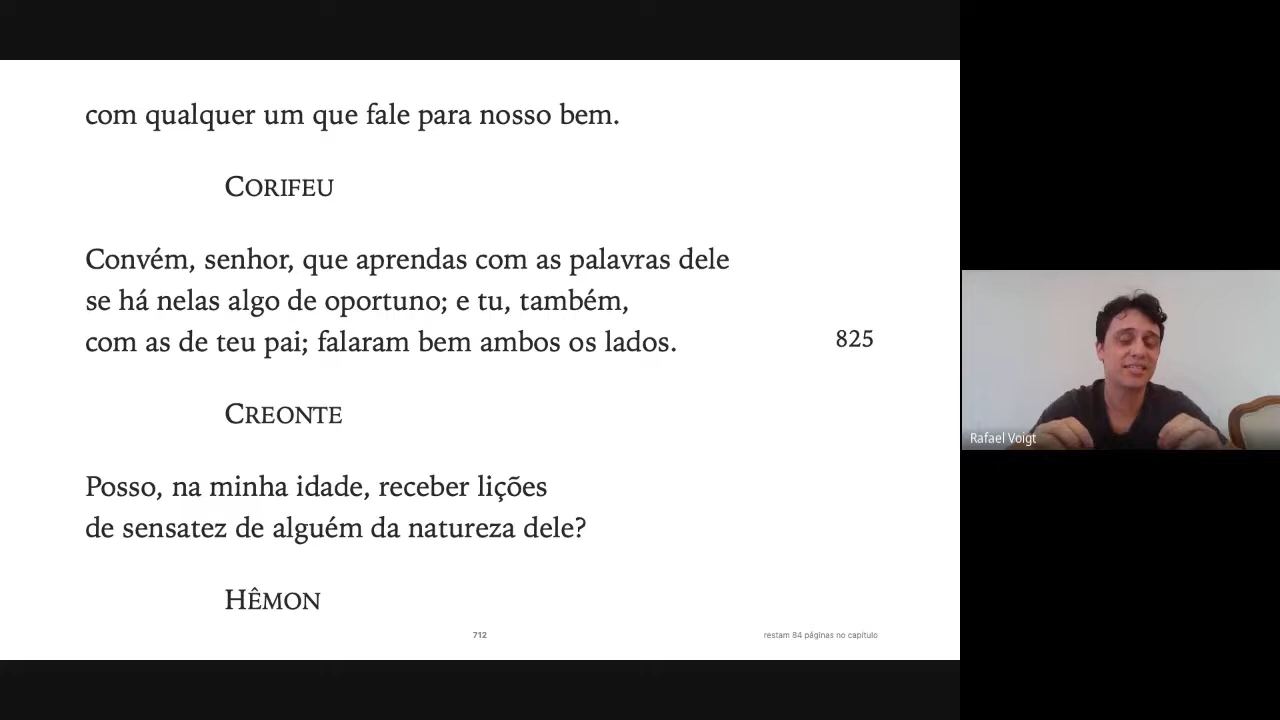 com qualquer um que fale para nosso bem.
CORIFEU
Convém, senhor, que aprendas com as palavras dele
se há nelas algo de oportuno; e tu, também,
com as de teu pai; falaram bem ambos os lados.
825
CREONTE
Posso, na minha idade, receber lições
de sensatez de alguém da natureza dele?
HÊMON
712
restam 84 páginas no capítulo
Rafael Voigt